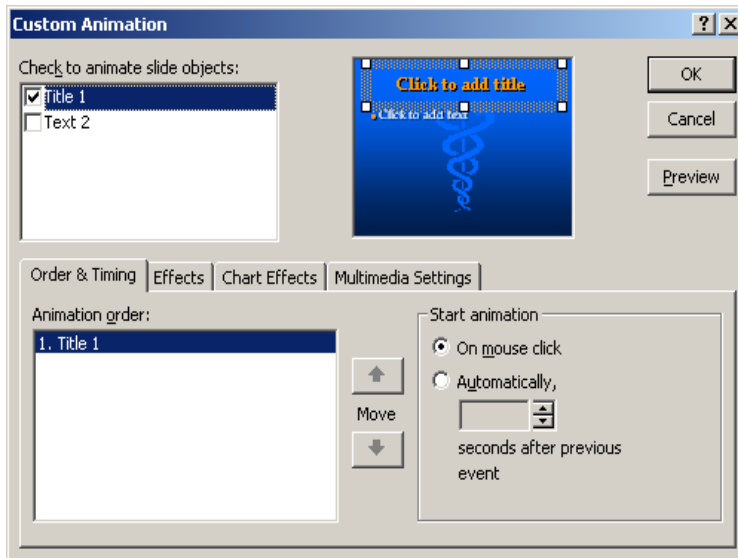 Custom Animation
Check to animate slide objects:
Title 1
Text 2
Click to add title
Click to add text
OK
Cancel
Preview
Order & Timing
Effects
Chart Effects
Multimedia Settings
Animation order:
1. Title 1
Move
Start animation
On mouse click
Automatically,
seconds after previous
event